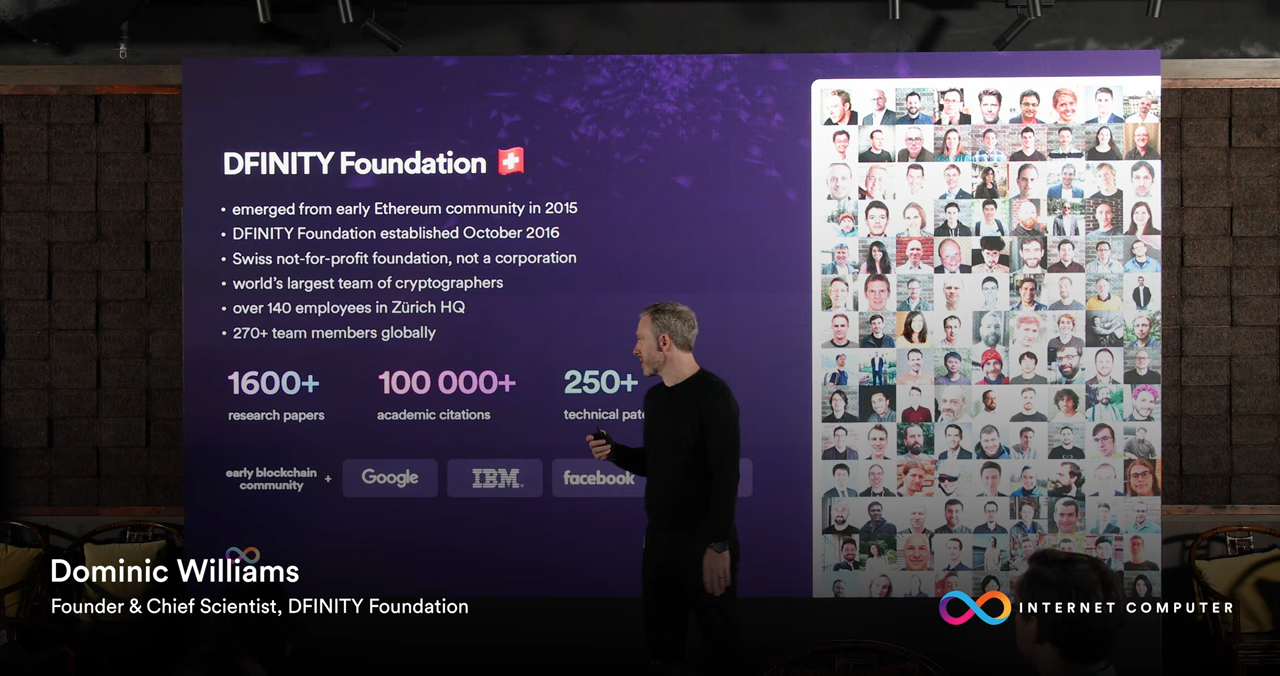 DFINITY Foundation
• emerged from early Ethereum community in 2015
• DFINITY Foundation established October 2016
• Swiss not-for-profit foundation, not a corporation
• world's largest team of cryptographers
• over 140 employees in Zürich HQ
• 270+ team members globally
1600+
research papers
100 000+
academic citations
250+
technical
early blockchain
community
+
Google
IBM
facebook
Dominic Williams
Founder & Chief Scientist, DFINITY Foundation
INTERNET COMPUTER